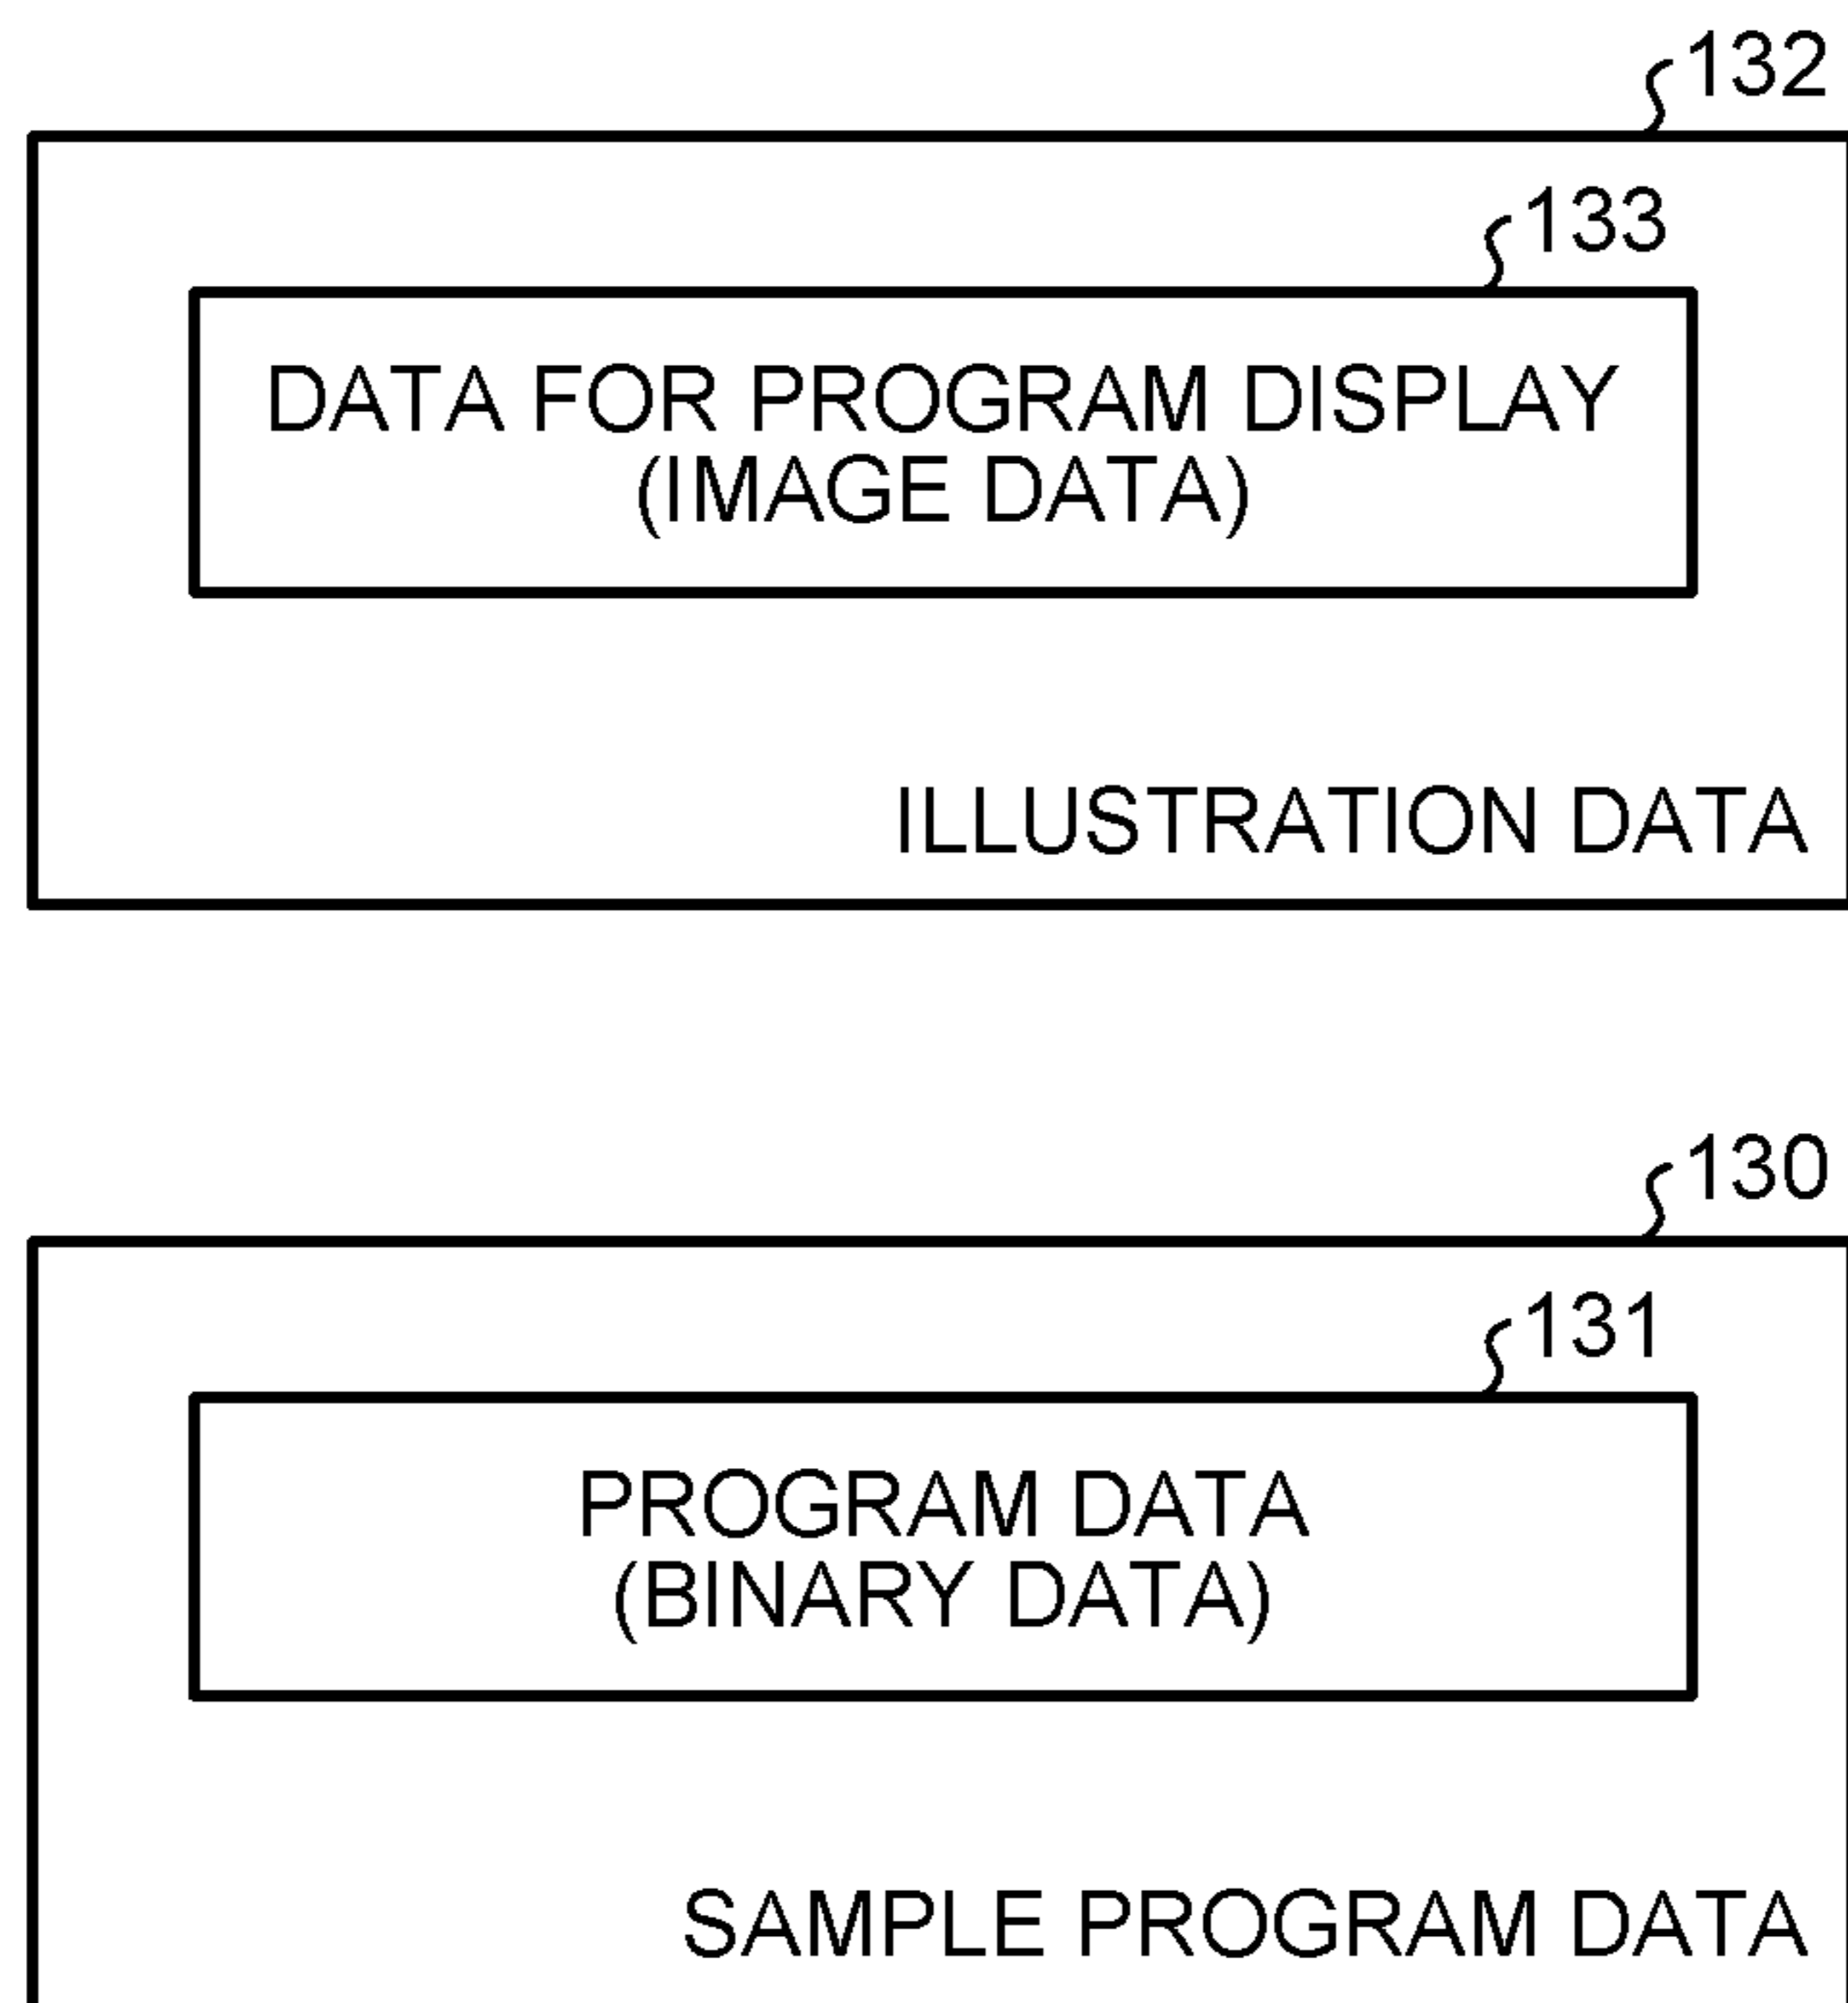 132
133
DATA FOR PROGRAM DISPLAY
(IMAGE DATA)
ILLUSTRATION DATA
130
131
PROGRAM DATA
(BINARY DATA)
SAMPLE PROGRAM DATA